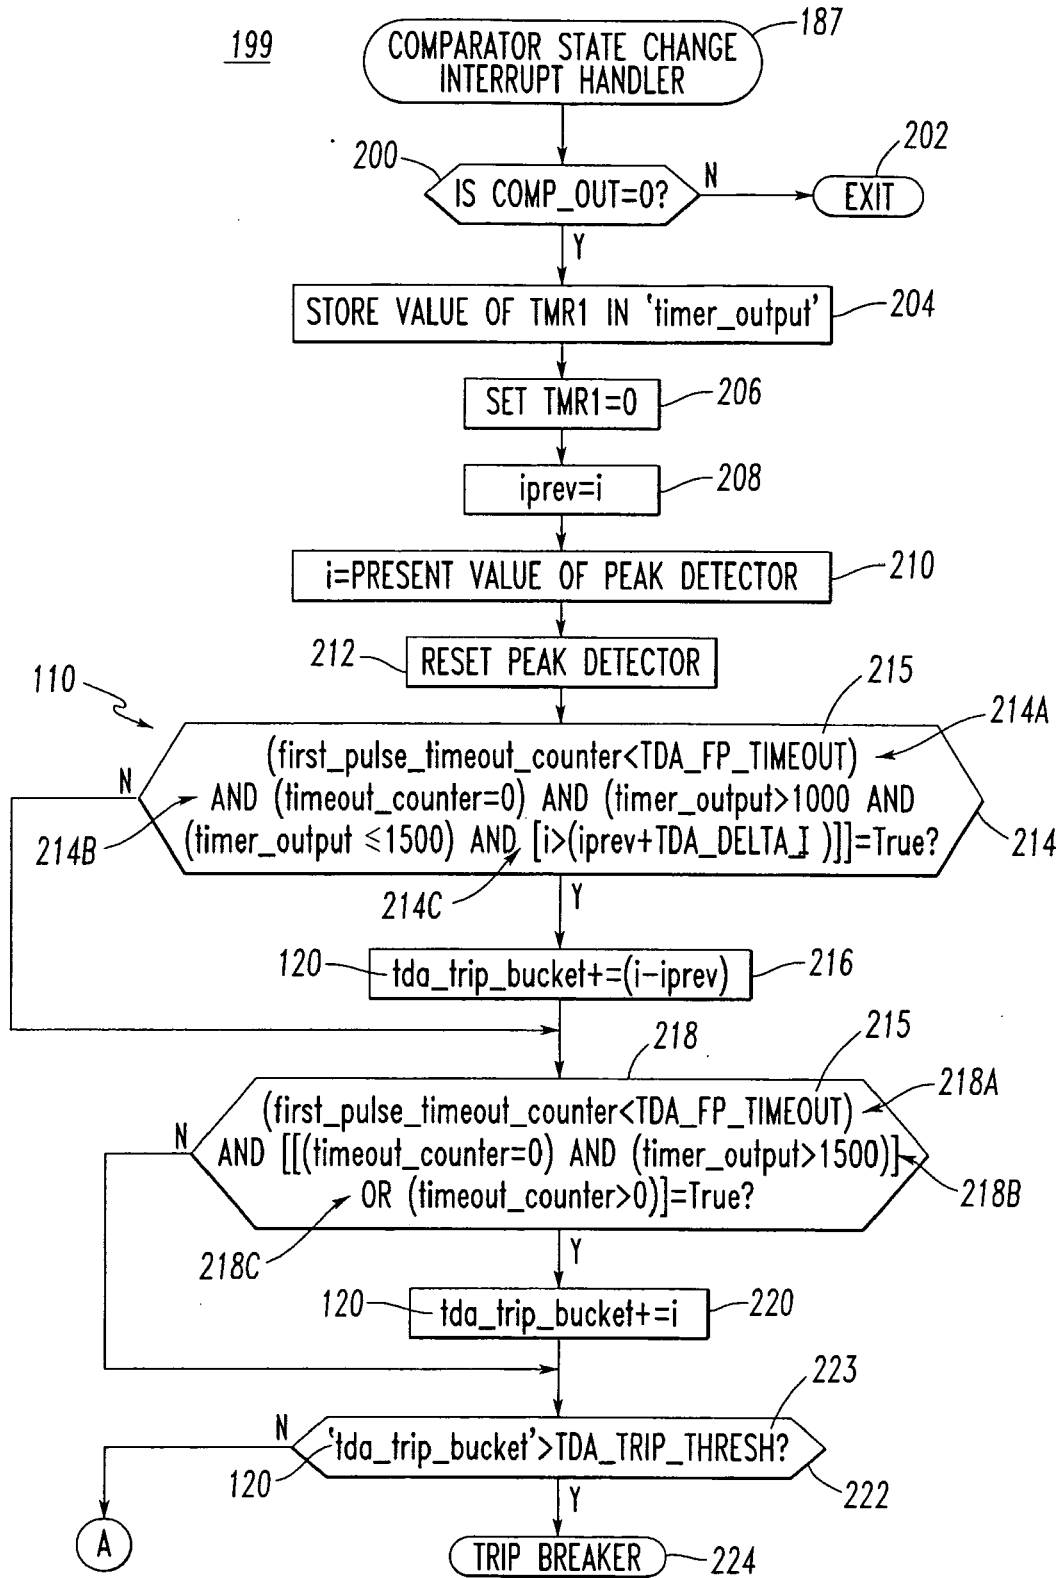 199
COMPARATOR STATE CHANGE
INTERRUPT HANDLER
187
200
IS COMP_OUT=0?
N
202
EXIT
Y
STORE VALUE OF TMR1 IN 'timer_output'
204
SET TMR1=0
206
iprev=i
208
i=PRESENT VALUE OF PEAK DETECTOR
210
212
RESET PEAK DETECTOR
110
215
214A
N
(first_pulse_timeout_counter<TDA_FP_TIMEOUT)
AND (timeout_counter=0) AND (timer_output>1000 AND
(timer_output ≤1500) AND [i>(iprev+TDA_DELTA_I )]]=True?
214B
214
214C
Y
120
tda_trip_bucket+=(i-iprev)
216
218
215
218A
N
(first_pulse_timeout_counter<TDA_FP_TIMEOUT)
AND [[(timeout_counter=0) AND (timer_output>1500)]
OR (timeout_counter>0)]=True?
218B
218C
Y
120
tda_trip_bucket+=i
220
223
N
'tda_trip_bucket'>TDA_TRIP_THRESH?
120
222
Y
A
TRIP BREAKER
224